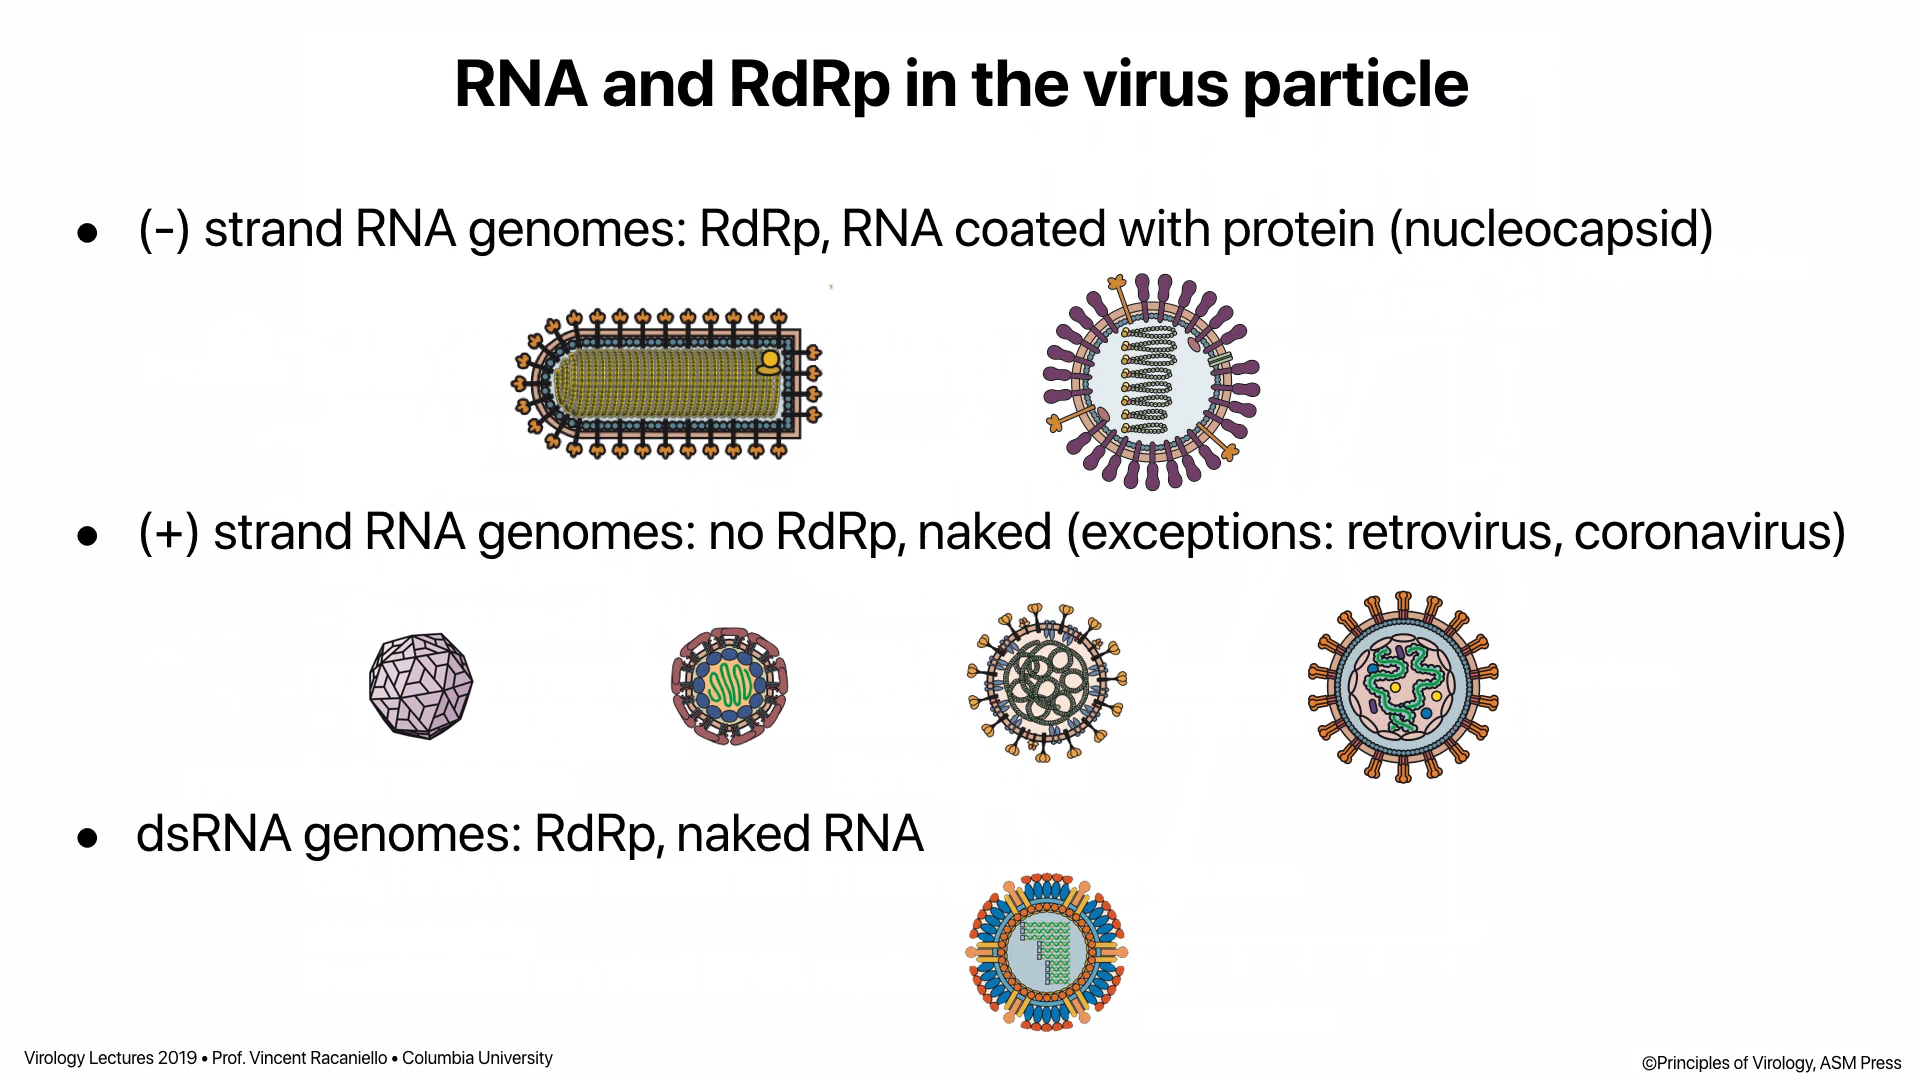 RNA and RdRp in the virus particle
• (-) strand RNA genomes: RdRp, RNA coated with protein (nucleocapsid)
• (+) strand RNA genomes: no RdRp, naked (exceptions: retrovirus, coronavirus)
• dsRNA genomes: RdRp, naked RNA
Virology Lectures 2019 • Prof. Vincent Racaniello • Columbia University
©Principles of Virology, ASM Press